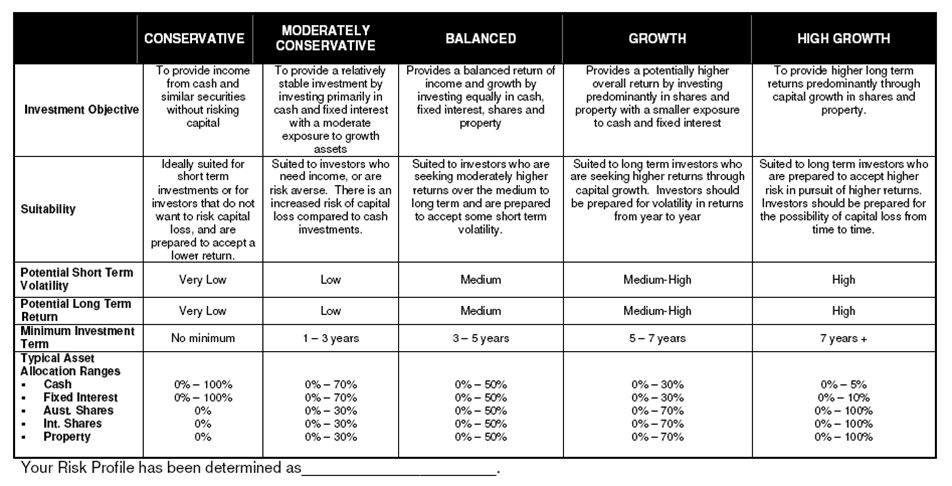 CONSERVATIVE
MODERATELY
CONSERVATIVE
BALANCED
GROWTH
HIGH GROWTH
Investment Objective
To provide income
from cash and
similar securities
without risking
capital
To provide a relatively
stable investment by
investing primarily in
cash and fixed interest
with a moderate
exposure to growth
assets
Provides a balanced return of
income and growth by
investing equally in cash,
fixed interest, shares and
property
Provides a potentially higher
overall return by investing
predominantly in shares and
property with a smaller exposure
to cash and fixed interest
To provide higher long term
returns predominantly through
capital growth in shares and
property.
Suitability
Ideally suited for
short term
investments or for
investors that do not
want to risk capital
loss, and are
prepared to accept a
lower return.
Suited to investors who
need income, or are
risk averse. There is an
increased risk of capital
loss compared to cash
investments.
Suited to investors who are
seeking moderately higher
returns over the medium to
long term and are prepared
to accept some short term
volatility.
Suited to long term investors who
are seeking higher returns through
capital growth. Investors should
be prepared for volatility in returns
from year to year
Suited to long term investors who
are prepared to accept higher
risk in pursuit of higher returns.
Investors should be prepared for
the possibility of capital loss from
time to time.
Potential Short Term
Volatility
Very Low
Low
Medium
Medium-High
High
Potential Long Term
Return
Very Low
Low
Medium
Medium-High
High
Minimum Investment
Term
No minimum
1 – 3 years
3 – 5 years
5 – 7 years
7 years +
Typical Asset
Allocation Ranges
▪ Cash 0% – 100% 0% – 70% 0% – 50% 0% – 30% 0% – 5%
▪ Fixed Interest 0% – 100% 0% – 70% 0% – 50% 0% – 30% 0% – 10%
▪ Aust. Shares 0% 0% – 30% 0% – 50% 0% – 70% 0% – 100%
▪ Int. Shares 0% 0% – 30% 0% – 50% 0% – 70% 0% – 100%
▪ Property 0% 0% – 30% 0% – 50% 0% – 70% 0% – 100%
Your Risk Profile has been determined as________________________.